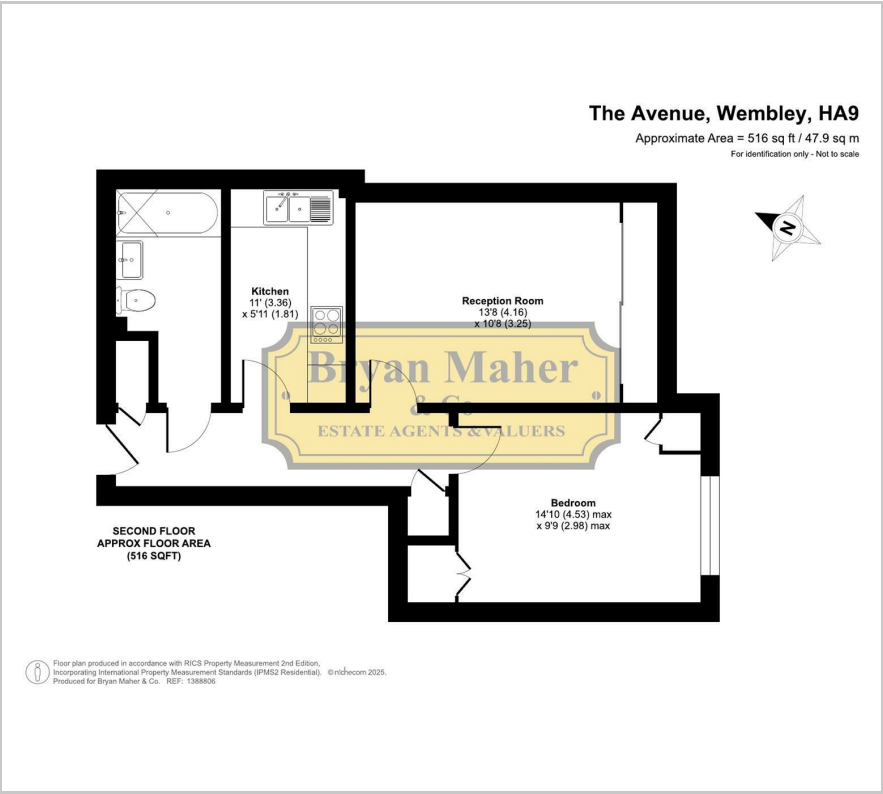 The Avenue, Wembley, HA9
Approximate Area = 516 sq ft / 47.9 sq m
For identification only - Not to scale
N
Kitchen
11' (3.36)
x 5'11 (1.81)
Reception Room
13'8 (4.16)
x 10'8 (3.25)
Bryan Maher
& Co
ESTATE AGENTS & VALUERS
Bedroom
14'10 (4.53) max
x 9'9 (2.98) max
SECOND FLOOR
APPROX FLOOR AREA
(516 SQFT)
Floor plan produced in accordance with RICS Property Measurement 2nd Edition,
Incorporating International Property Measurement Standards (IPMS2 Residential). © nichecom 2025.
Produced for Bryan Maher & Co. REF: 1388806